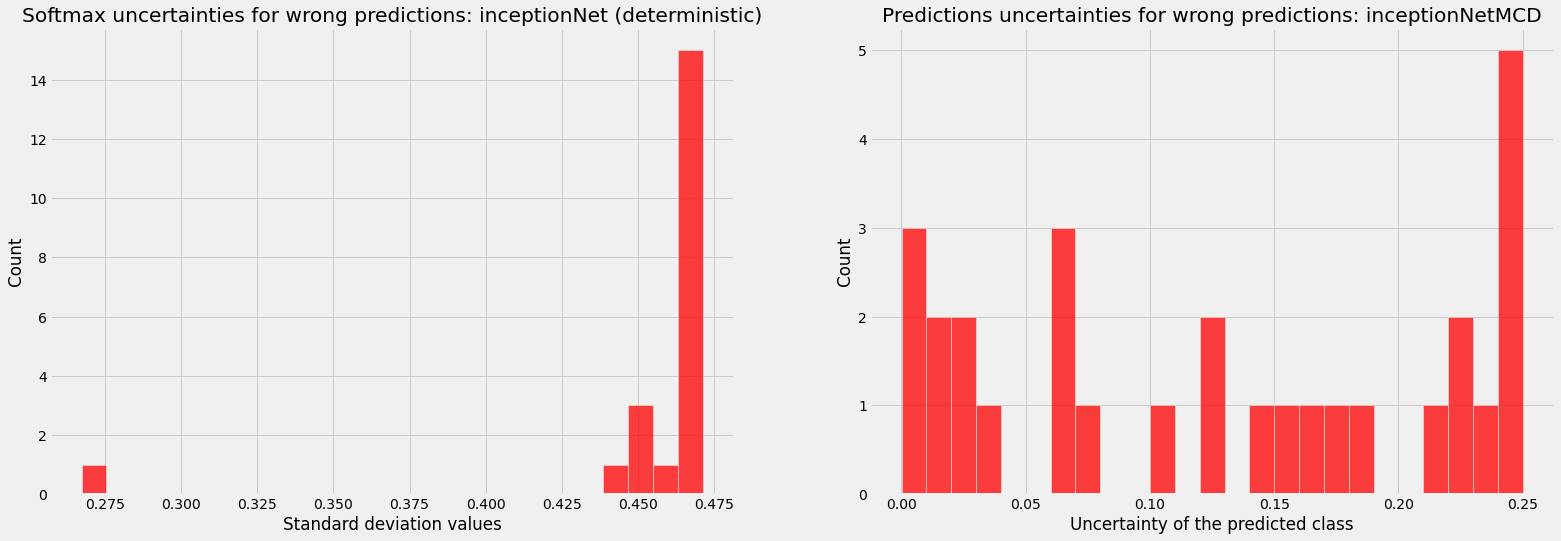 Softmax uncertainties for wrong predictions: inceptionNet (deterministic)
Count
14
12
10
8
6
4
2
0
0.275 0.300 0.325 0.350 0.375 0.400 0.425 0.450 0.475
Standard deviation values
Predictions uncertainties for wrong predictions: inceptionNetMCD
Count
5
4
3
2
1
0
0.00 0.05 0.10 0.15 0.20 0.25
Uncertainty of the predicted class